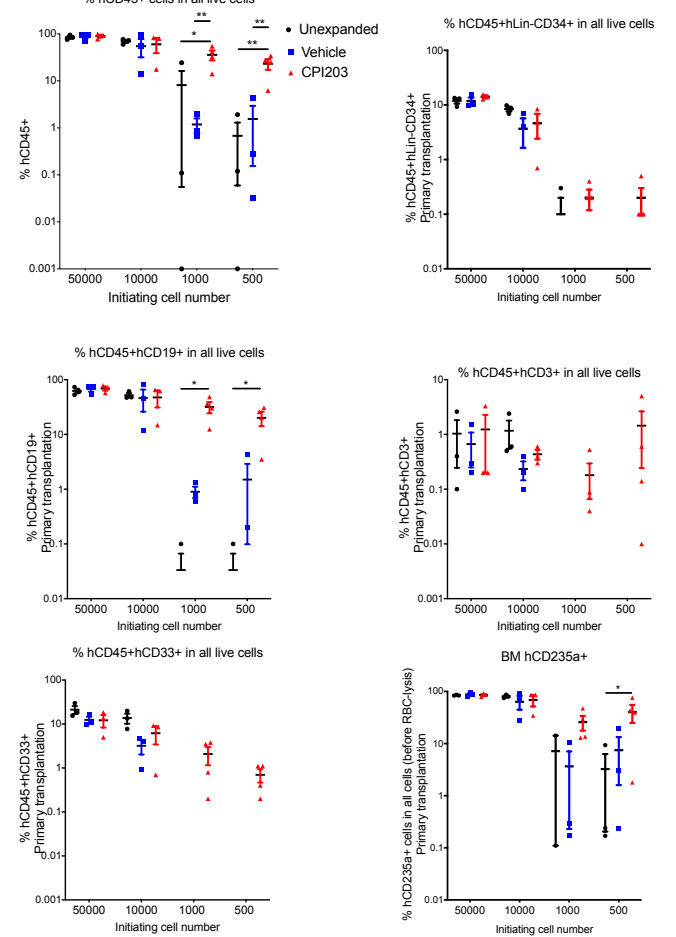 % hCD45+ cells in all live cells
Unexpanded
Vehicle
CPI203
** ** * **
% hCD45+
100
10
1
0.1
0.01
0.001
50000 10000 1000 500
Initiating cell number
% hCD45+hLin-CD34+ in all live cells
% hCD45+hLin-CD34+
Primary transplantation
100
10
1
0.1
0.01
50000 10000 1000 500
Initiating cell number
% hCD45+hCD19+ in all live cells
* *
% hCD45+hCD19+
Primary transplantation
100
10
1
0.1
0.01
50000 10000 1000 500
Initiating cell number
% hCD45+hCD3+ in all live cells
% hCD45+hCD3+
Primary transplantation
10
1
0.1
0.01
0.001
50000 10000 1000 500
Initiating cell number
% hCD45+hCD33+ in all live cells
% hCD45+hCD33+
Primary transplantation
100
10
1
0.1
0.01
0.001
50000 10000 1000 500
Initiating cell number
BM hCD235a+
*
% hCD235a+ cells in all cells (before RBC-lysis)
Primary transplantation
100
10
1
0.1
0.01
50000 10000 1000 500
Initiating cell number